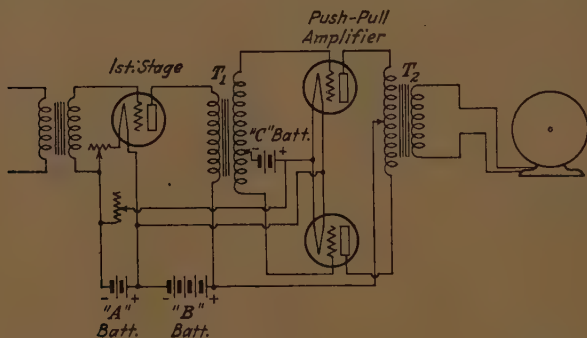 Push-Pull
Amplifier
1st. Stage
T1
T2
"C" Batt.
- +
- + - +
"A" "B"
Batt. Batt.